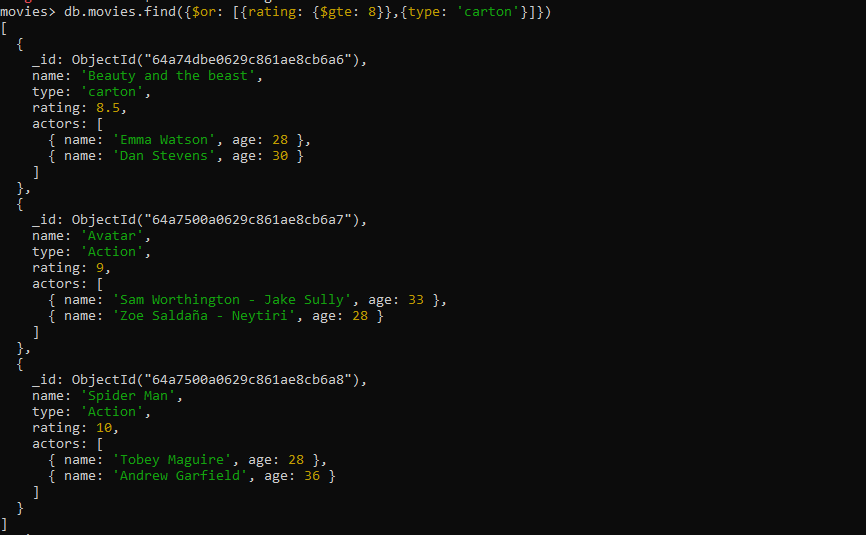 movies> db.movies.find({$or: [{rating: {$gte: 8}},{type: 'carton'}]})
[
  {
    _id: ObjectId("64a74dbe0629c861ae8cb6a6"),
    name: 'Beauty and the beast',
    type: 'carton',
    rating: 8.5,
    actors: [
      { name: 'Emma Watson', age: 28 },
      { name: 'Dan Stevens', age: 30 }
    ]
  },
  {
    _id: ObjectId("64a7500a0629c861ae8cb6a7"),
    name: 'Avatar',
    type: 'Action',
    rating: 9,
    actors: [
      { name: 'Sam Worthington - Jake Sully', age: 33 },
      { name: 'Zoe Saldaña - Neytiri', age: 28 }
    ]
  },
  {
    _id: ObjectId("64a7500a0629c861ae8cb6a8"),
    name: 'Spider Man',
    type: 'Action',
    rating: 10,
    actors: [
      { name: 'Tobey Maguire', age: 28 },
      { name: 'Andrew Garfield', age: 36 }
    ]
  }
]